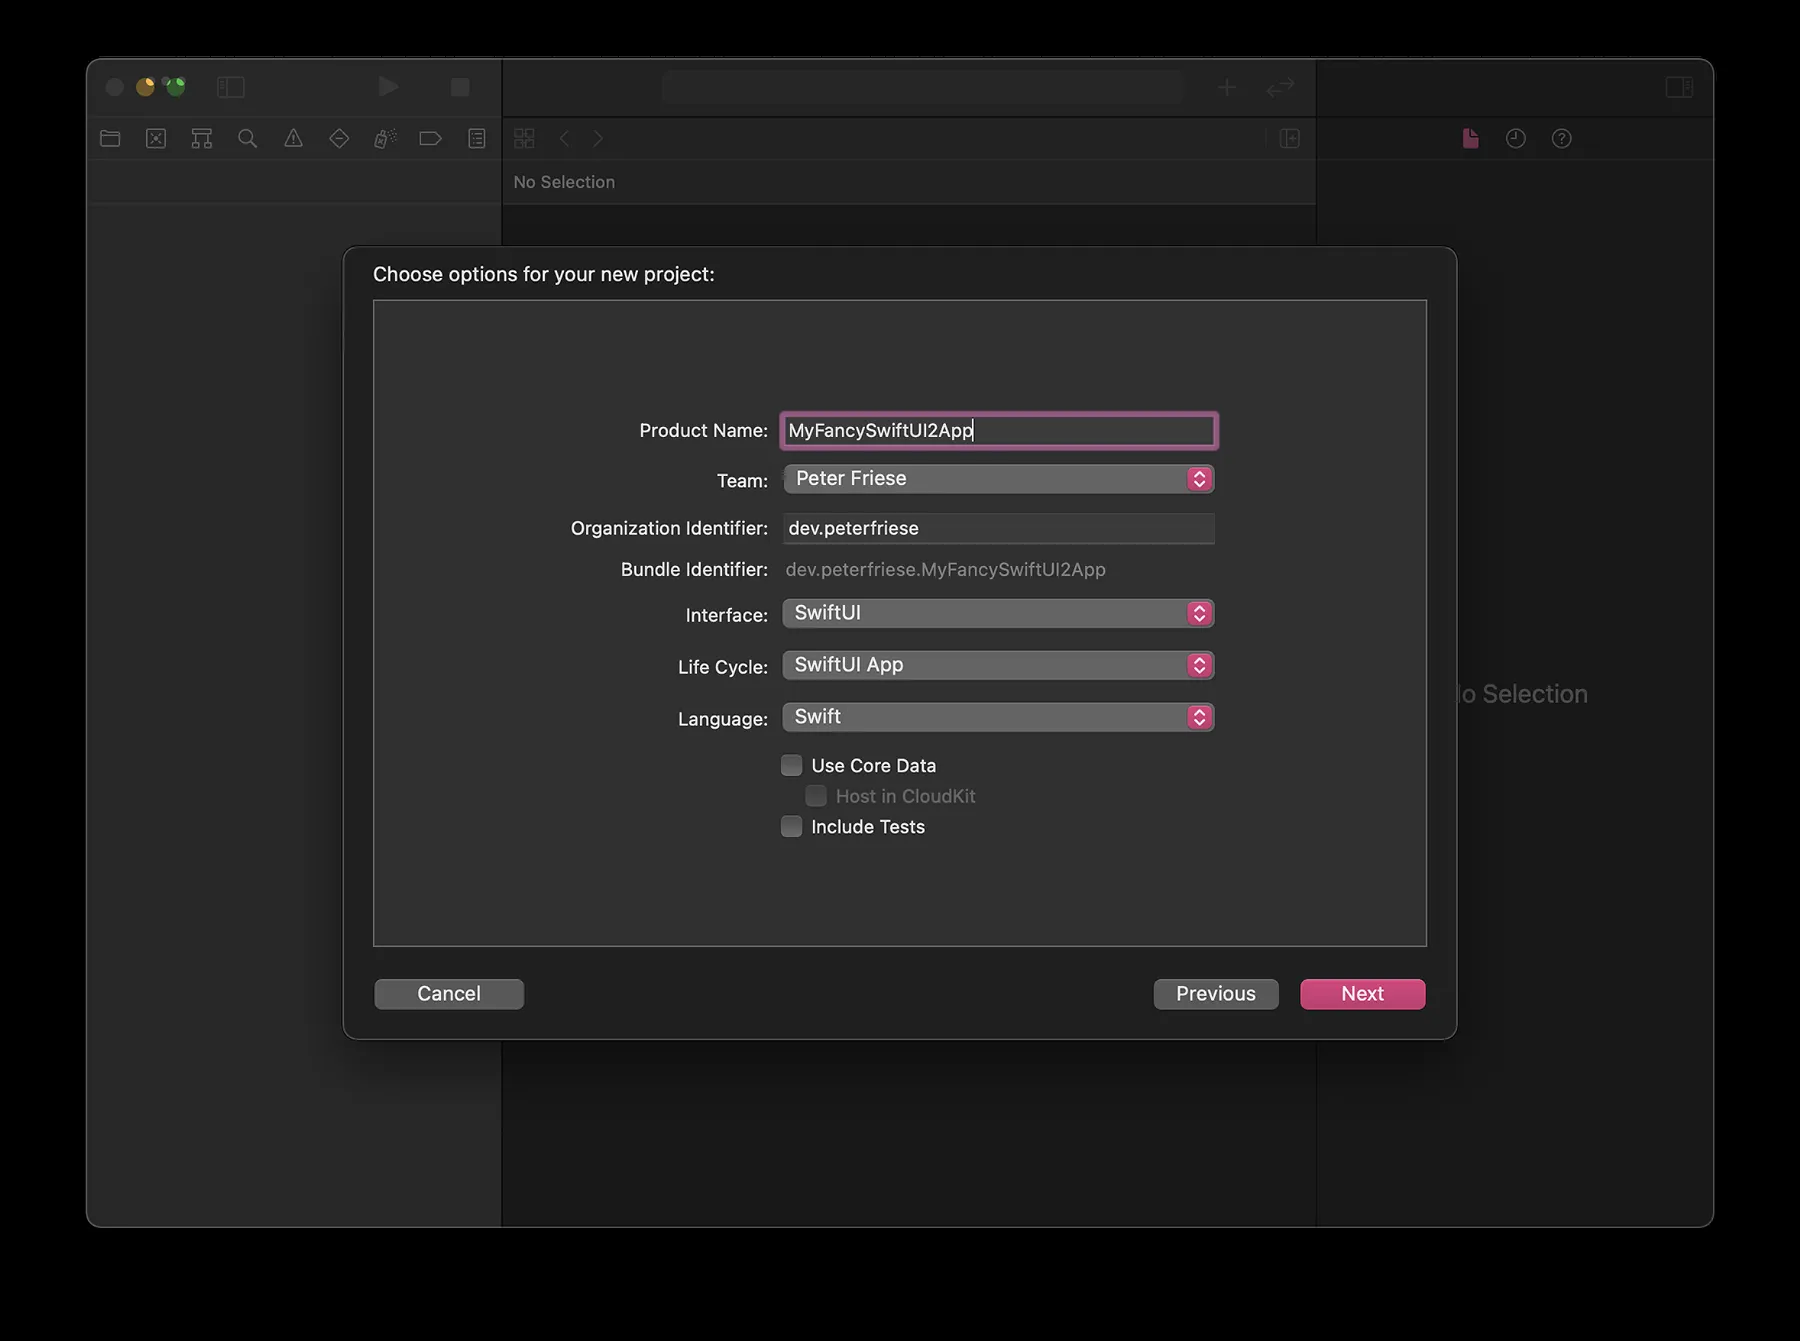 No Selection
Choose options for your new project:
Product Name: MyFancySwiftUI2App
Team: Peter Friese
Organization Identifier: dev.peterfriese
Bundle Identifier: dev.peterfriese.MyFancySwiftUI2App
Interface: SwiftUI
Life Cycle: SwiftUI App
Language: Swift
Use Core Data
Host in CloudKit
Include Tests
o Selection
Cancel
Previous
Next